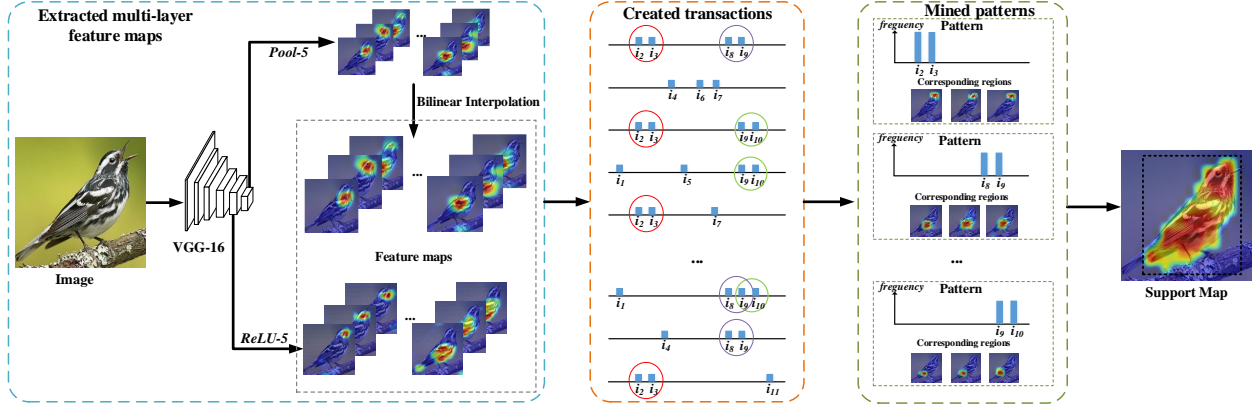 Extracted multi-layer
feature maps
Pool-5
...
Bilinear Interpolation
...
VGG-16
Image
Feature maps
...
ReLU-5
Created transactions
i2 i3 i8 i9
i4 i6 i7
i2 i3 i9 i10
i1 i5 i9 i10
i2 i3 i7
...
i1 i8 i9 i10
i4 i8 i9
i2 i3 i11
Mined patterns
Pattern
freguency
i2 i3
Corresponding regions
Pattern
freguency
i8 i9
Corresponding regions
...
Pattern
freguency
i9 i10
Corresponding regions
Support Map